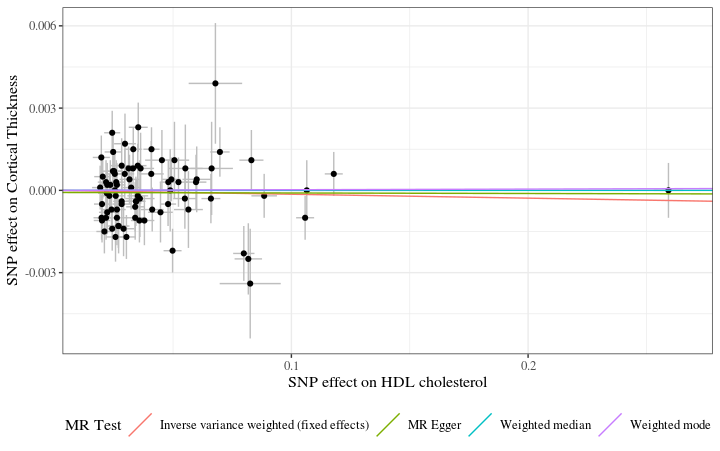 0.006
0.003
0.000
-0.003
SNP effect on Cortical Thickness
0.1
0.2
SNP effect on HDL cholesterol
MR Test
Inverse variance weighted (fixed effects)
MR Egger
Weighted median
Weighted mode